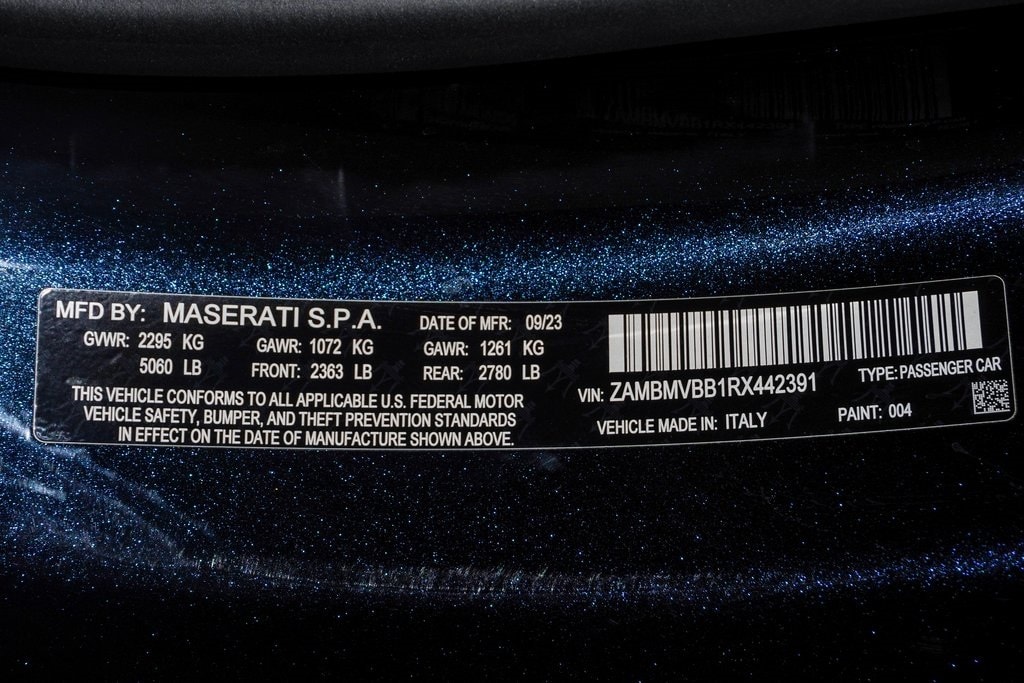 MFD BY: MASERATI S.P.A. DATE OF MFR: 09/23
GVWR: 2295 KG GAWR: 1072 KG GAWR: 1261 KG
5060 LB FRONT: 2363 LB REAR: 2780 LB
THIS VEHICLE CONFORMS TO ALL APPLICABLE U.S. FEDERAL MOTOR
VEHICLE SAFETY, BUMPER, AND THEFT PREVENTION STANDARDS
IN EFFECT ON THE DATE OF MANUFACTURE SHOWN ABOVE.
VIN: ZAMBMVBB1RX442391 TYPE: PASSENGER CAR
VEHICLE MADE IN: ITALY PAINT: 004